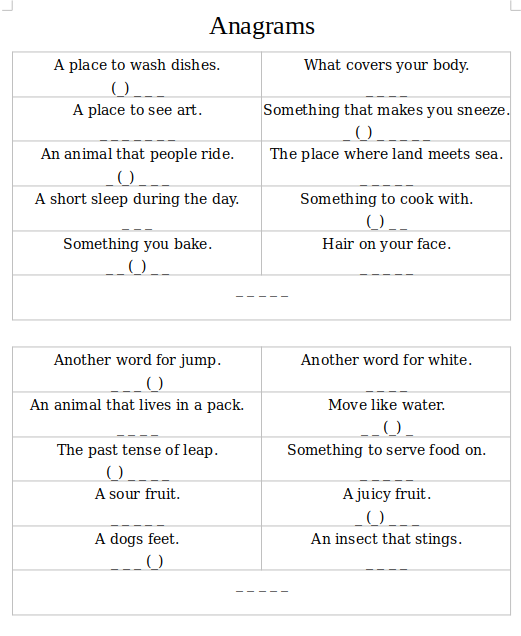 Anagrams
A place to wash dishes.
(_) _ _ _
What covers your body.
_ _ _ _
A place to see art.
_ _ _ _ _ _ _
Something that makes you sneeze.
_ (_) _ _ _ _ _
An animal that people ride.
_ (_) _ _ _
The place where land meets sea.
_ _ _ _ _
A short sleep during the day.
_ _ _
Something to cook with.
(_) _ _
Something you bake.
_ _ (_) _ _
Hair on your face.
_ _ _ _ _
_ _ _ _ _
Another word for jump.
_ _ _ (_)
Another word for white.
_ _ _ _
An animal that lives in a pack.
_ _ _ _
Move like water.
_ _ (_) _
The past tense of leap.
(_) _ _ _ _
Something to serve food on.
_ _ _ _ _
A sour fruit.
_ _ _ _ _
A juicy fruit.
_ (_) _ _ _
A dogs feet.
_ _ _ (_)
An insect that stings.
_ _ _ _
_ _ _ _ _